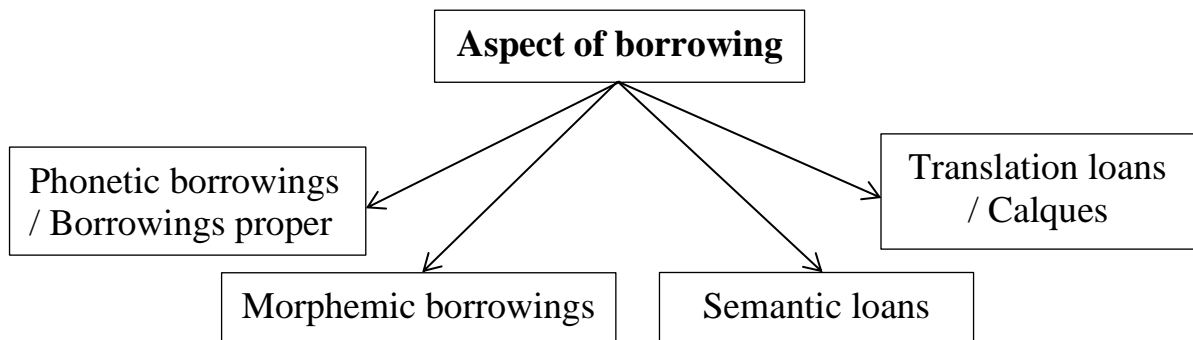 Aspect of borrowing
Phonetic borrowings
/ Borrowings proper
Translation loans
/ Calques
Morphemic borrowings
Semantic loans